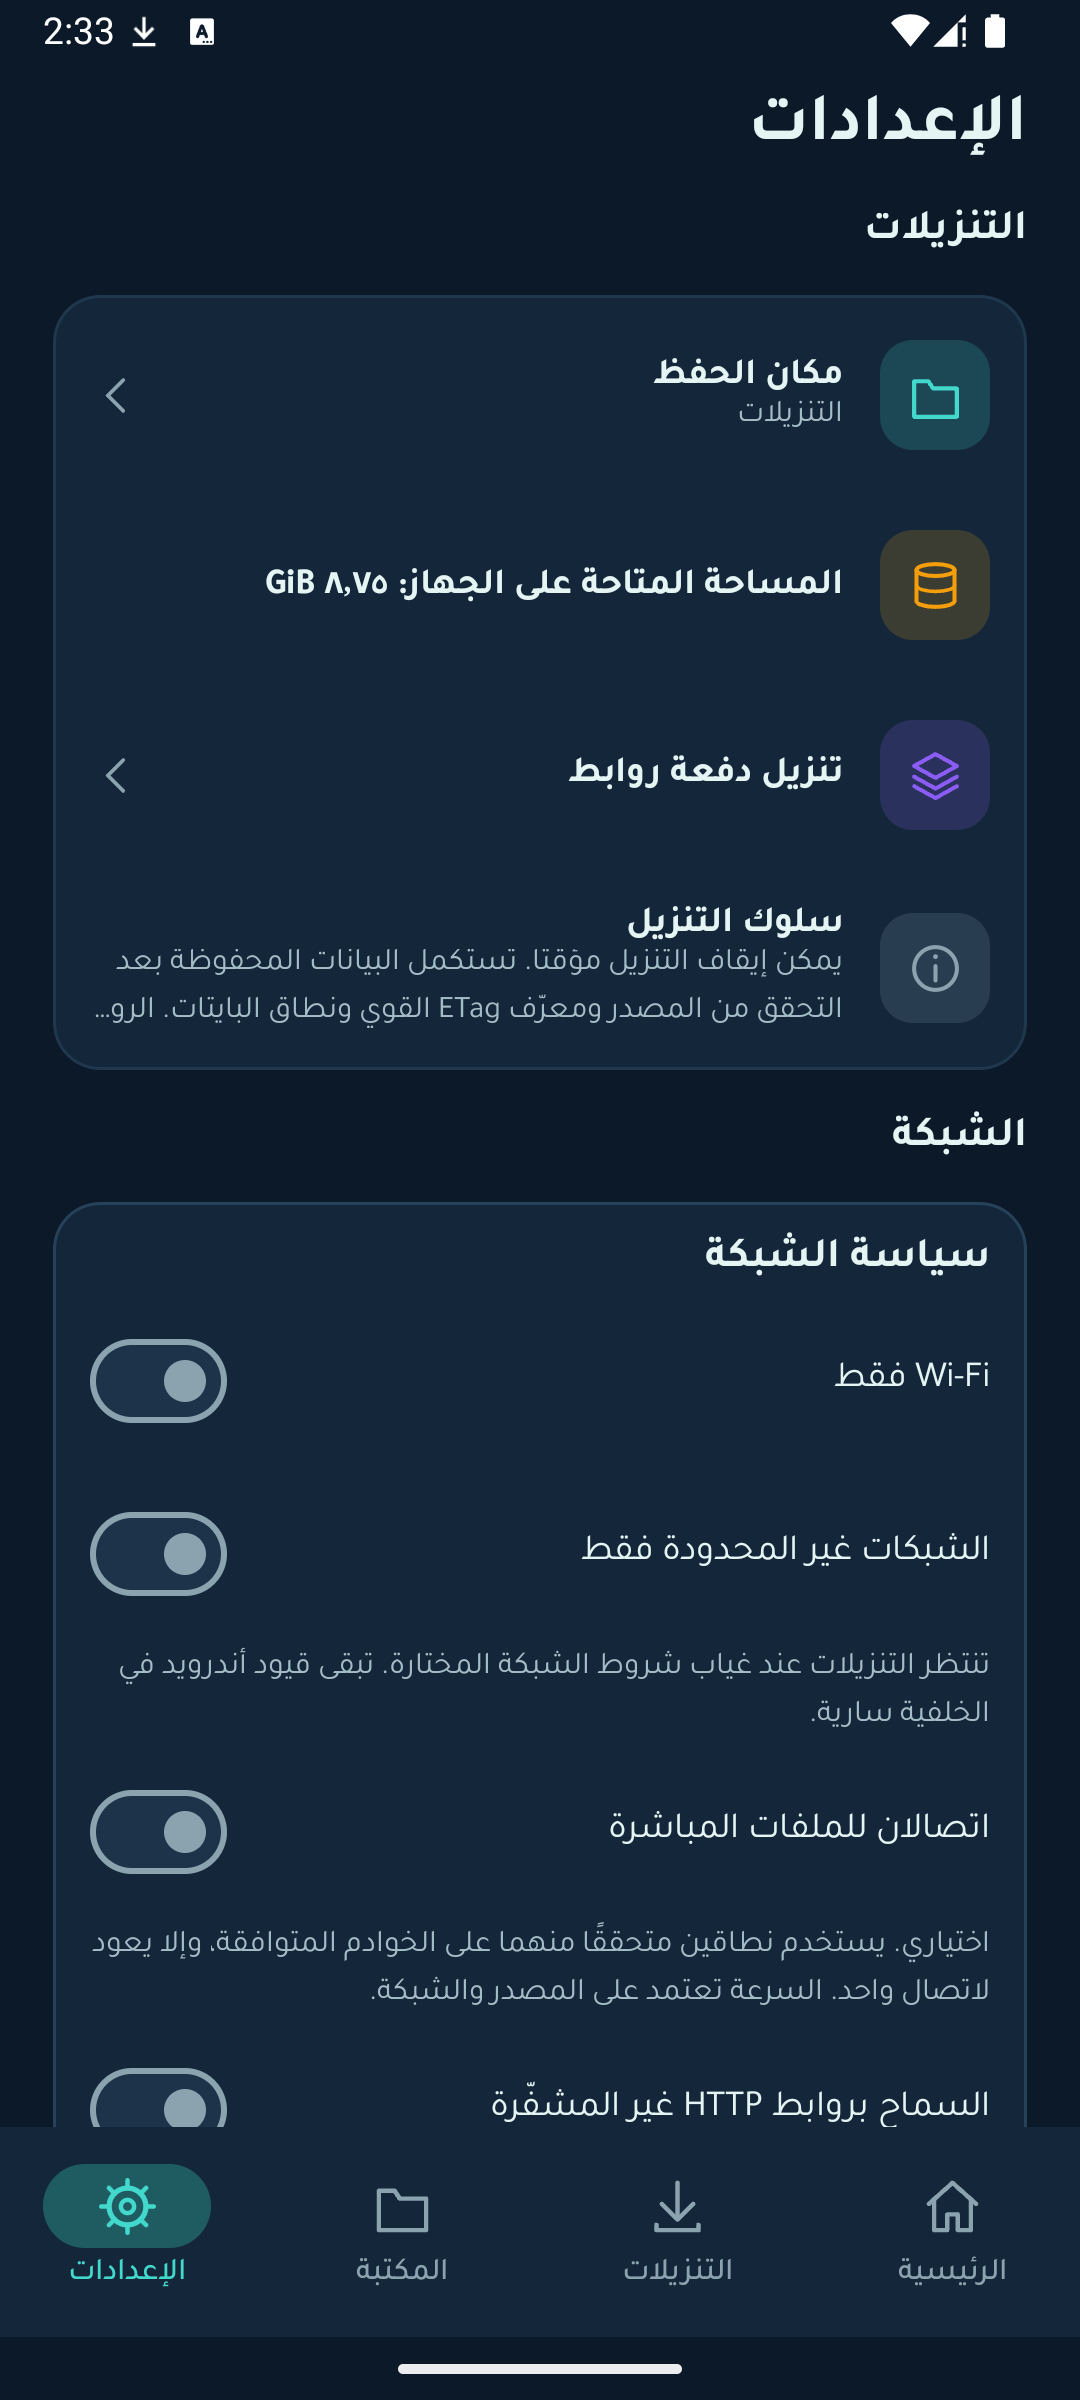 2:33
الإعدادات
التنزيلات
مكان الحفظ
التنزيلات
المساحة المتاحة على الجهاز: ٨,٧٥ GiB
تنزيل دفعة روابط
سلوك التنزيل
يمكن إيقاف التنزيل مؤقتا. تستكمل البيانات المحفوظة بعد
التحقق من المصدر ومعرّف ETag القوي ونطاق البايتات. الرو...
الشبكة
سياسة الشبكة
Wi-Fi فقط
الشبكات غير المحدودة فقط
تنتظر التنزيلات عند غياب شروط الشبكة المختارة. تبقى قيود أندرويد في
الخلفية سارية.
اتصالان للملفات المباشرة
اختياري. يستخدم نطاقين متحققًا منهما على الخوادم المتوافقة، وإلا يعود
لاتصال واحد. السرعة تعتمد على المصدر والشبكة.
السماح بروابط HTTP غير المشفّرة
الرئيسية
التنزيلات
المكتبة
الإعدادات